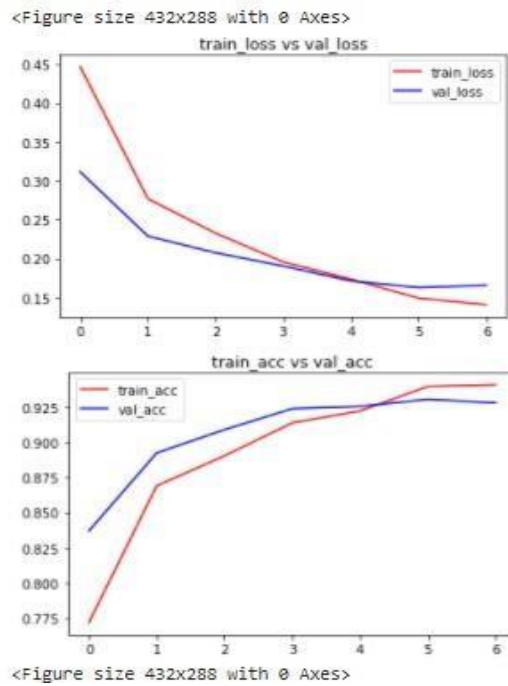 <Figure size 432x288 with 0 Axes>
train_loss vs val_loss
0.45
0.40
0.35
0.30
0.25
0.20
0.15
train_loss
val_loss
0 1 2 3 4 5 6
train_acc vs val_acc
0.925
0.900
0.875
0.850
0.825
0.800
0.775
train_acc
val_acc
0 1 2 3 4 5 6
<Figure size 432x288 with 0 Axes>